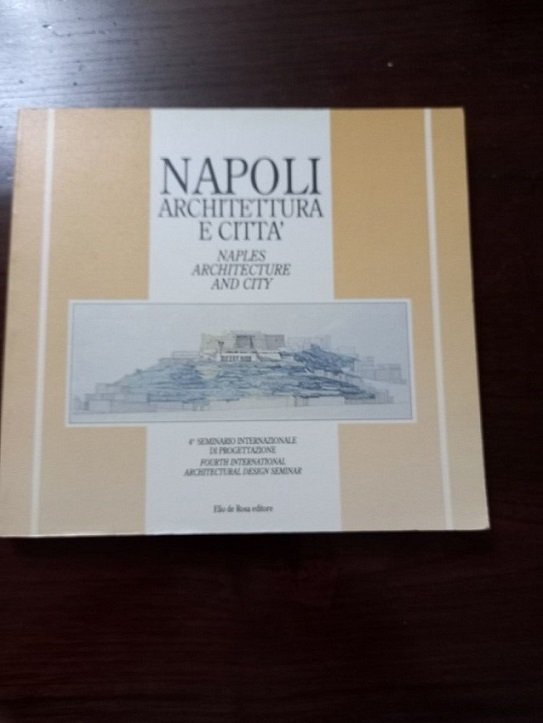 NAPOLI
ARCHITETTURA
E CITTA'
NAPLES
ARCHITECTURE
AND CITY
4° SEMINARIO INTERNAZIONALE
DI PROGETTAZIONE
FOURTH INTERNATIONAL
ARCHITECTURAL DESIGN SEMINAR
Elio de Rosa editore